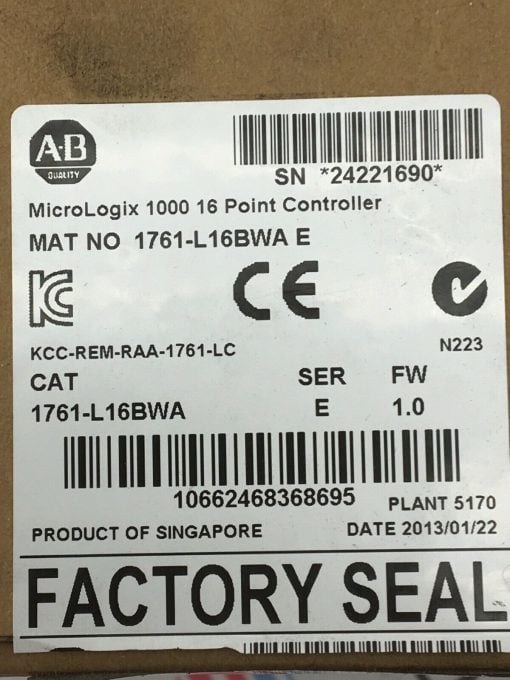 A-B
QUALITY
SN *24221690*
MicroLogix 1000 16 Point Controller
MAT NO 1761-L16BWA E
KC
CE
KCC-REM-RAA-1761-LC
N223
CAT SER FW
1761-L16BWA E 1.0
10662468368695
PLANT 5170
PRODUCT OF SINGAPORE DATE 2013/01/22
FACTORY SEAL